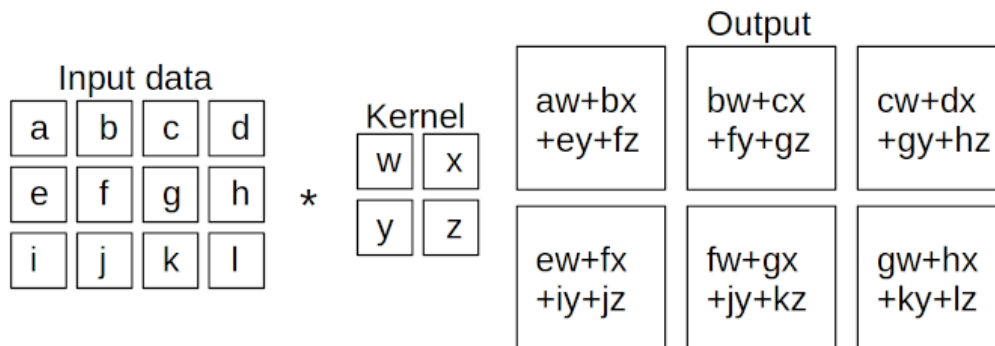 Output
Input data
Kernel
a b c d
e f g h
i j k l
*
w x
y z
aw+bx
+ey+fz
bw+cx
+fy+gz
cw+dx
+gy+hz
ew+fx
+iy+jz
fw+gx
+jy+kz
gw+hx
+ky+lz